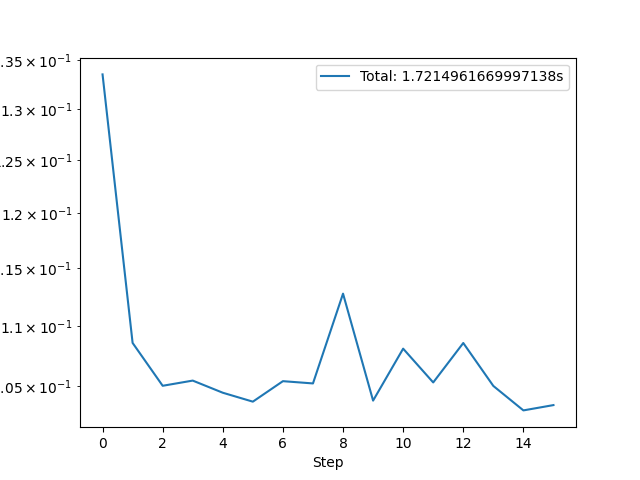 Total: 1.7214961669997138s
.35 × 10⁻¹
1.3 × 10⁻¹
.25 × 10⁻¹
1.2 × 10⁻¹
.15 × 10⁻¹
1.1 × 10⁻¹
.05 × 10⁻¹
0 2 4 6 8 10 12 14
Step